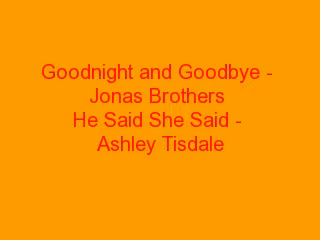 Goodnight and Goodbye -
Jonas Brothers
He Said She Said -
Ashley Tisdale